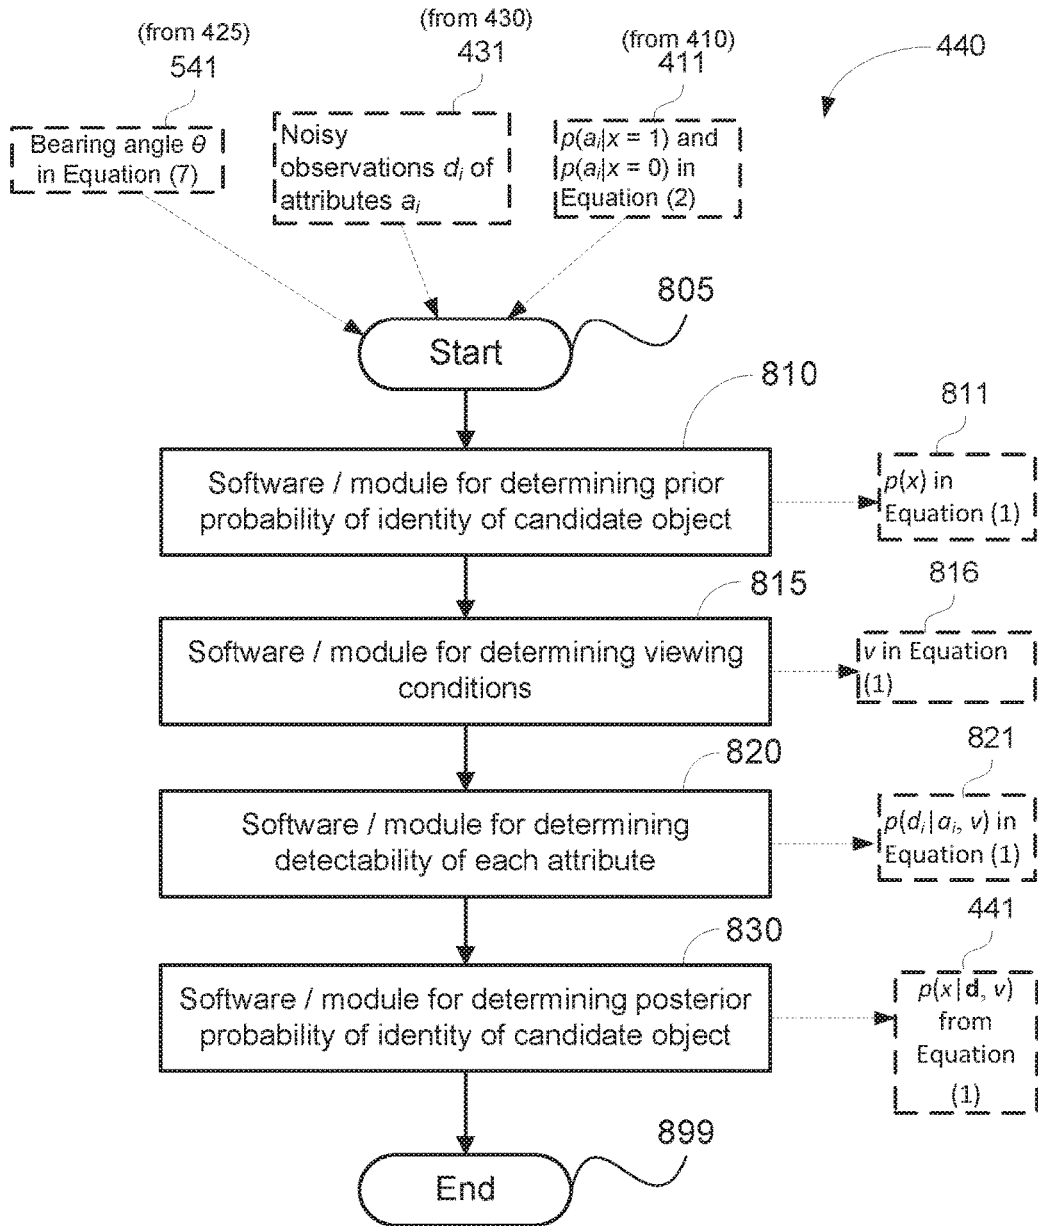 (from 425)
541
(from 430)
431
(from 410)
411
440
Bearing angle θ
in Equation (7)
Noisy
observations dᵢ of
attributes aᵢ
p(aᵢ|x = 1) and
p(aᵢ|x = 0) in
Equation (2)
805
Start
810
Software / module for determining prior
probability of identity of candidate object
811
p(x) in
Equation (1)
815
Software / module for determining viewing
conditions
816
v in Equation
(1)
820
Software / module for determining
detectability of each attribute
821
p(dᵢ|aᵢ, v) in
Equation (1)
830
Software / module for determining posterior
probability of identity of candidate object
441
p(x|d, v)
from
Equation
(1)
899
End